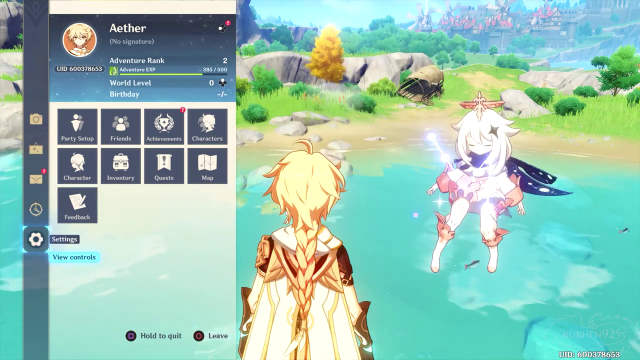 Aether
(No signature)
Adventure Rank 2
UID 600378653
Adventure EXP 385 / 500
World Level 0
Birthday -/-
Party Setup
Friends
Achievements
Characters
Character
Inventory
Quests
Map
Feedback
Settings
View controls
Hold to quit
Leave
UID: 600378653